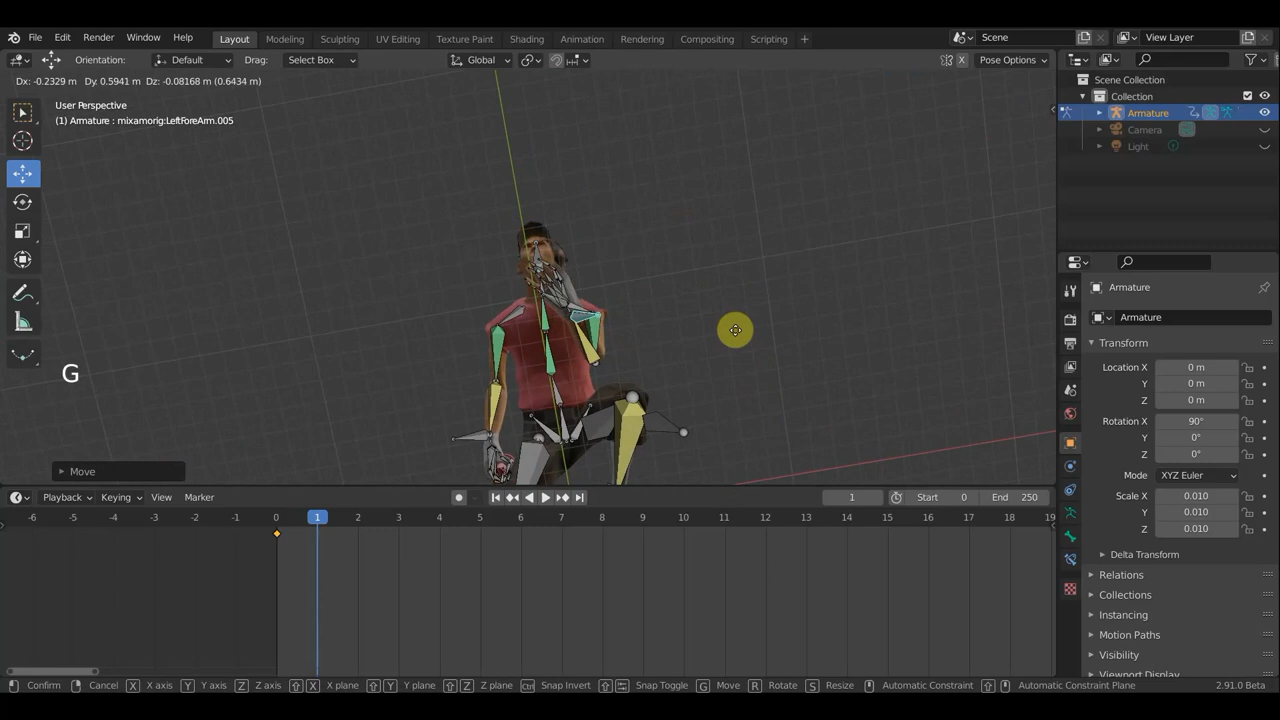 File Edit Render Window Help Layout Modeling Sculpting UV Editing Texture Paint Shading Animation Rendering Compositing Scripting + Scene View Layer
Orientation: Default Drag: Select Box Global X Pose Options
Dx: -0.2329 m Dy: 0.5941 m Dz: -0.08168 m (0.6434 m)
User Perspective
(1) Armature : mixamorig:LeftForeArm.005
G
Move
Scene Collection
Collection
Armature
Camera
Light
Armature
Armature
Transform
Location X 0 m
Y 0 m
Z 0 m
Rotation X 90°
Y 0°
Z 0°
Mode XYZ Euler
Scale X 0.010
Y 0.010
Z 0.010
Delta Transform
Relations
Collections
Instancing
Motion Paths
Visibility
Viewport Display
Playback Keying View Marker 1 Start 0 End 250
-6 -5 -4 -3 -2 -1 0 1 2 3 4 5 6 7 8 9 10 11 12 13 14 15 16 17 18 19
Confirm Cancel X X axis Y Y axis Z Z axis X X plane Y Y plane Z Z plane Ctrl Snap Invert Snap Toggle G Move R Rotate S Resize Automatic Constraint Automatic Constraint Plane 2.91.0 Beta